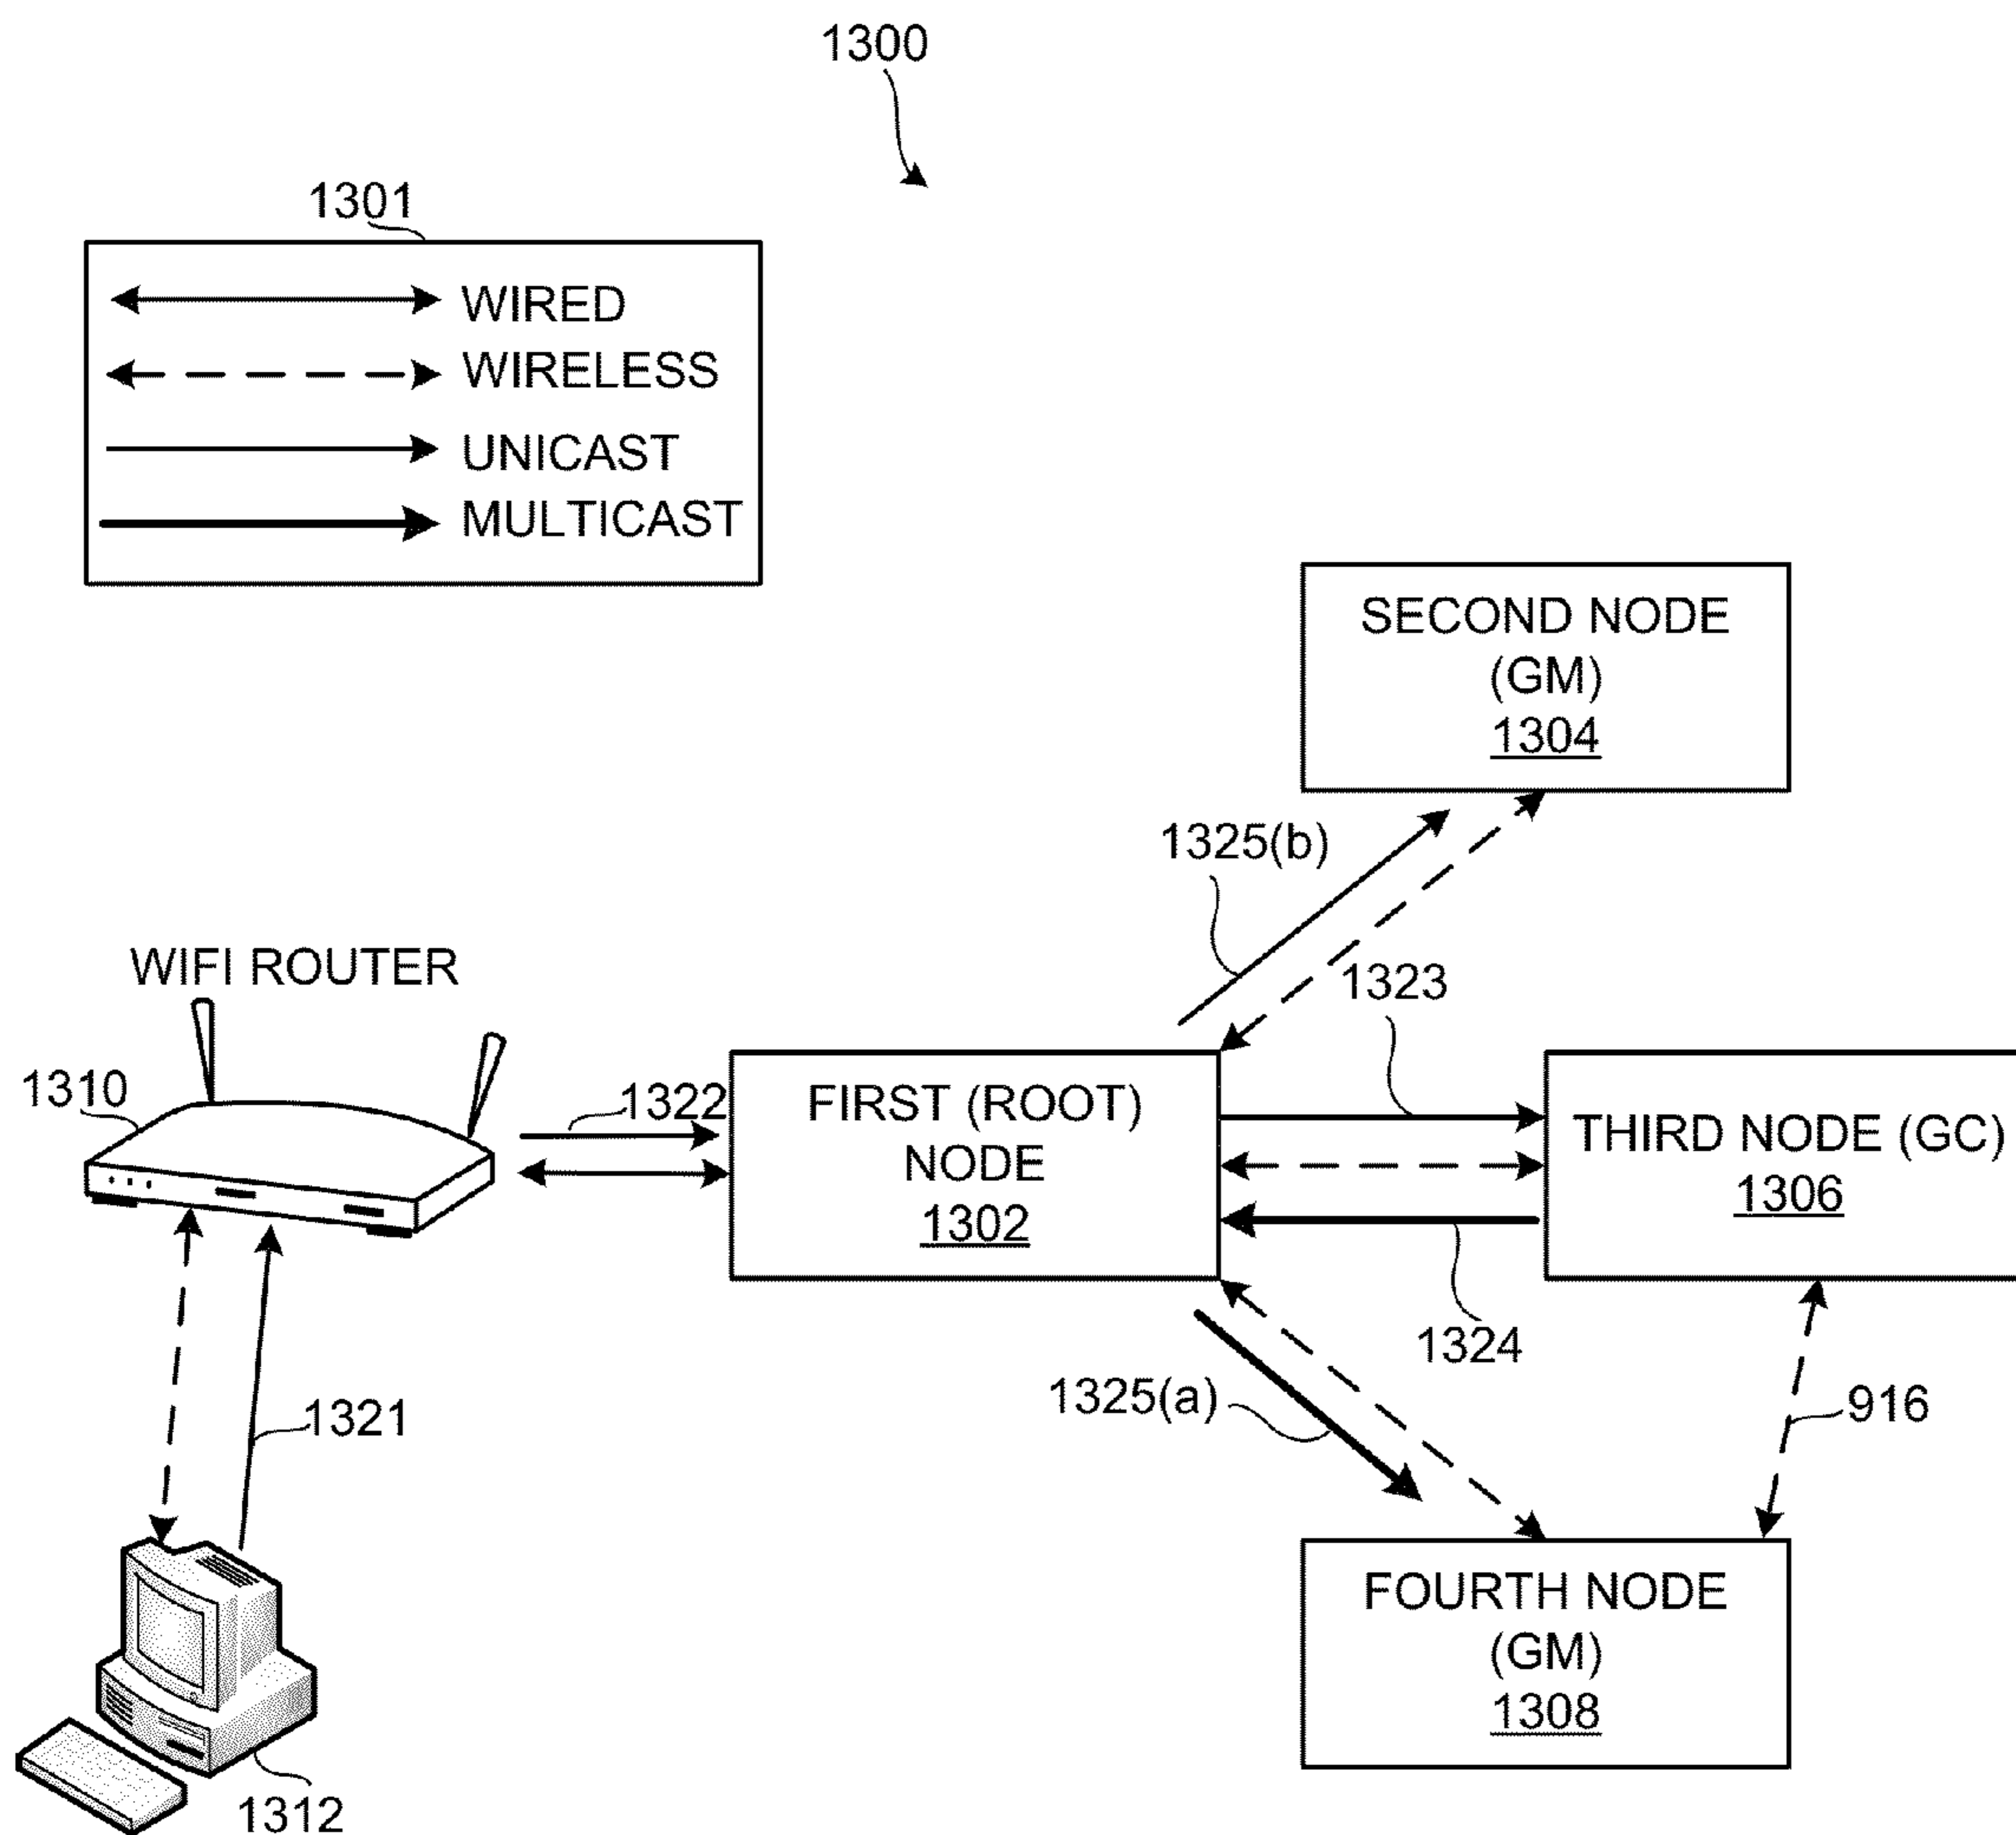 1300
1301
WIRED
WIRELESS
UNICAST
MULTICAST
SECOND NODE
(GM)
1304
1325(b)
WIFI ROUTER
1323
1310
1322
FIRST (ROOT)
NODE
1302
THIRD NODE (GC)
1306
1324
1325(a)
1321
916
FOURTH NODE
(GM)
1308
1312